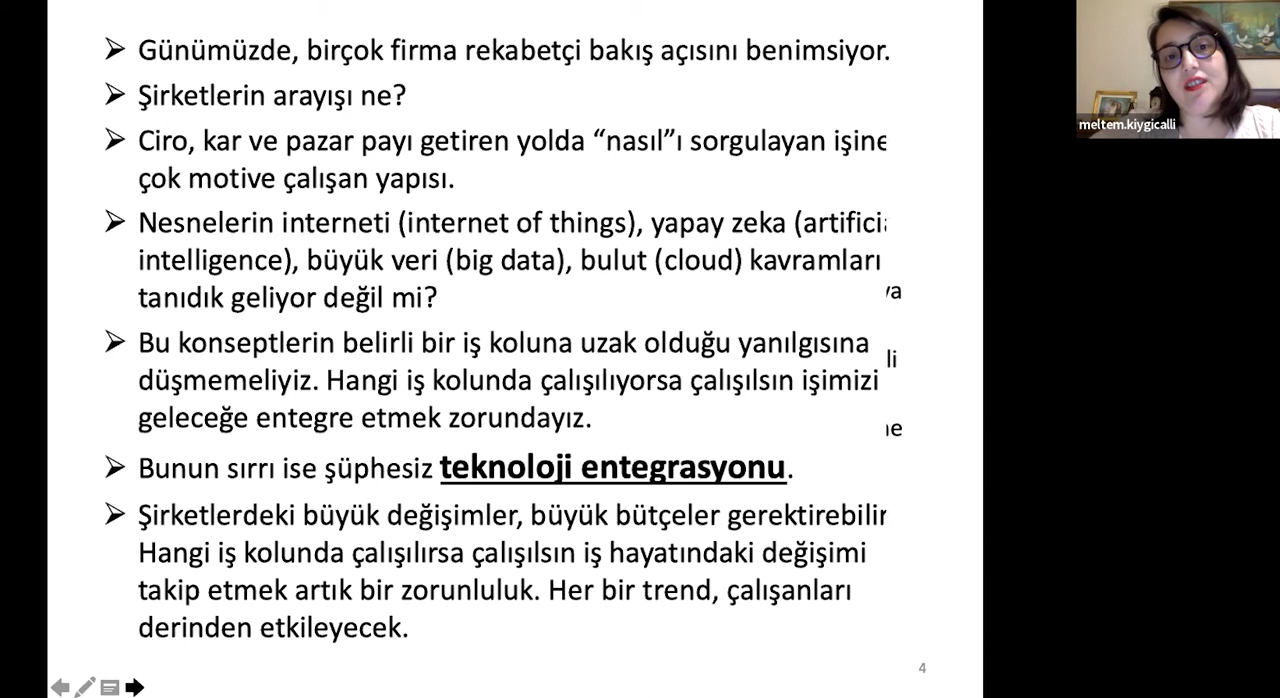 ➢ Günümüzde, birçok firma rekabetçi bakış açısını benimsiyor.
➢ Şirketlerin arayışı ne?
➢ Ciro, kar ve pazar payı getiren yolda “nasıl”ı sorgulayan işine
çok motive çalışan yapısı.
➢ Nesnelerin interneti (internet of things), yapay zeka (artificia
intelligence), büyük veri (big data), bulut (cloud) kavramları
tanıdık geliyor değil mi?
➢ Bu konseptlerin belirli bir iş koluna uzak olduğu yanılgısına
düşmemeliyiz. Hangi iş kolunda çalışılıyorsa çalışılsın işimizi
geleceğe entegre etmek zorundayız.
➢ Bunun sırrı ise şüphesiz teknoloji entegrasyonu.
➢ Şirketlerdeki büyük değişimler, büyük bütçeler gerektirebilir
Hangi iş kolunda çalışılırsa çalışılsın iş hayatındaki değişimi
takip etmek artık bir zorunluluk. Her bir trend, çalışanları
derinden etkileyecek.
li
4
meltem.kiygicalli